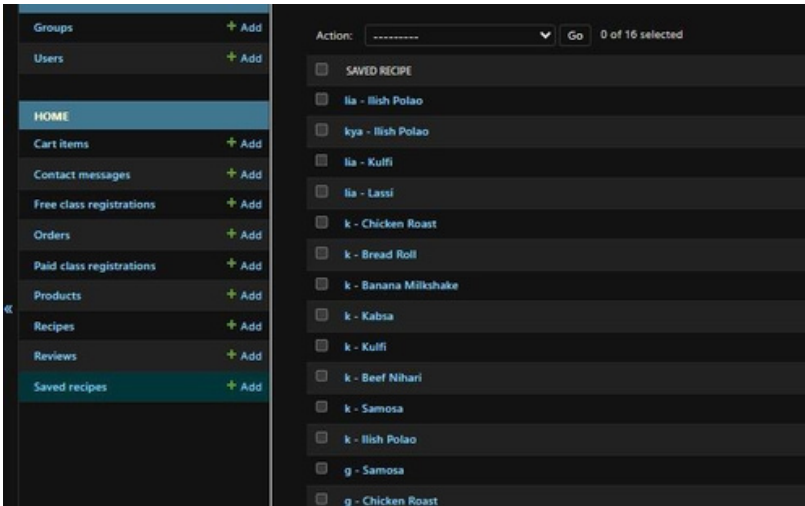 Groups + Add
Users + Add
HOME
Cart items + Add
Contact messages + Add
Free class registrations + Add
Orders + Add
Paid class registrations + Add
Products + Add
Recipes + Add
Reviews + Add
Saved recipes + Add
«
Action: --------- Go 0 of 16 selected
SAVED RECIPE
lia - Ilish Polao
kya - Ilish Polao
lia - Kulfi
lia - Lassi
k - Chicken Roast
k - Bread Roll
k - Banana Milkshake
k - Kabsa
k - Kulfi
k - Beef Nihari
k - Samosa
k - Ilish Polao
g - Samosa
g - Chicken Roast